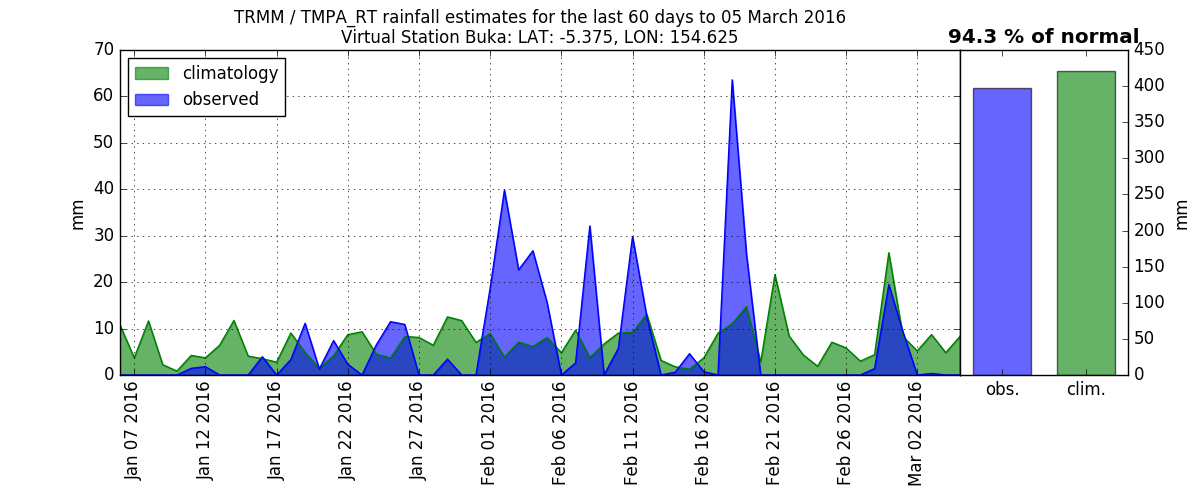 TRMM / TMPA_RT rainfall estimates for the last 60 days to 05 March 2016
Virtual Station Buka: LAT: -5.375, LON: 154.625
94.3 % of normal
climatology
observed
70
60
50
40
30
20
10
0
mm
Jan 07 2016
Jan 12 2016
Jan 17 2016
Jan 22 2016
Jan 27 2016
Feb 01 2016
Feb 06 2016
Feb 11 2016
Feb 16 2016
Feb 21 2016
Feb 26 2016
Mar 02 2016
obs.
clim.
450
400
350
300
250
200
150
100
50
0
mm